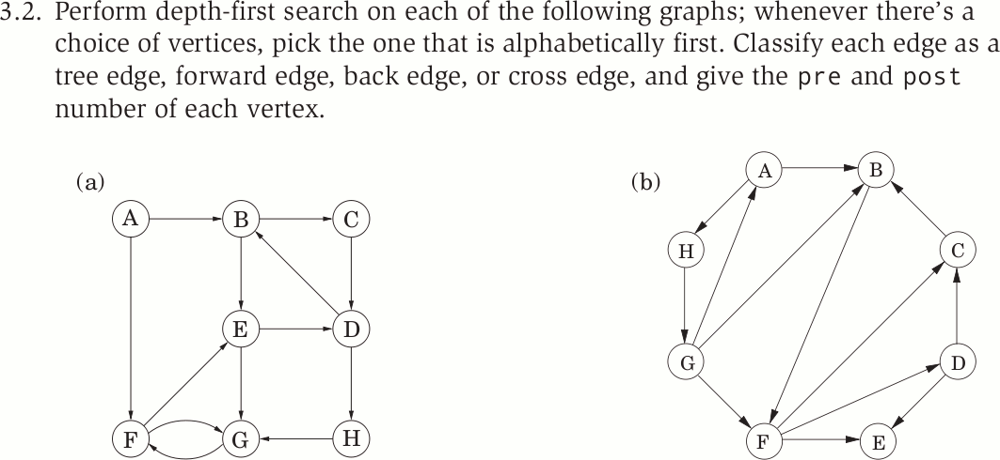 3.2. Perform depth-first search on each of the following graphs; whenever there's a
choice of vertices, pick the one that is alphabetically first. Classify each edge as a
tree edge, forward edge, back edge, or cross edge, and give the pre and post
number of each vertex.
(a)
A B C
E D
F G H
(b)
A B
H C
G D
F E